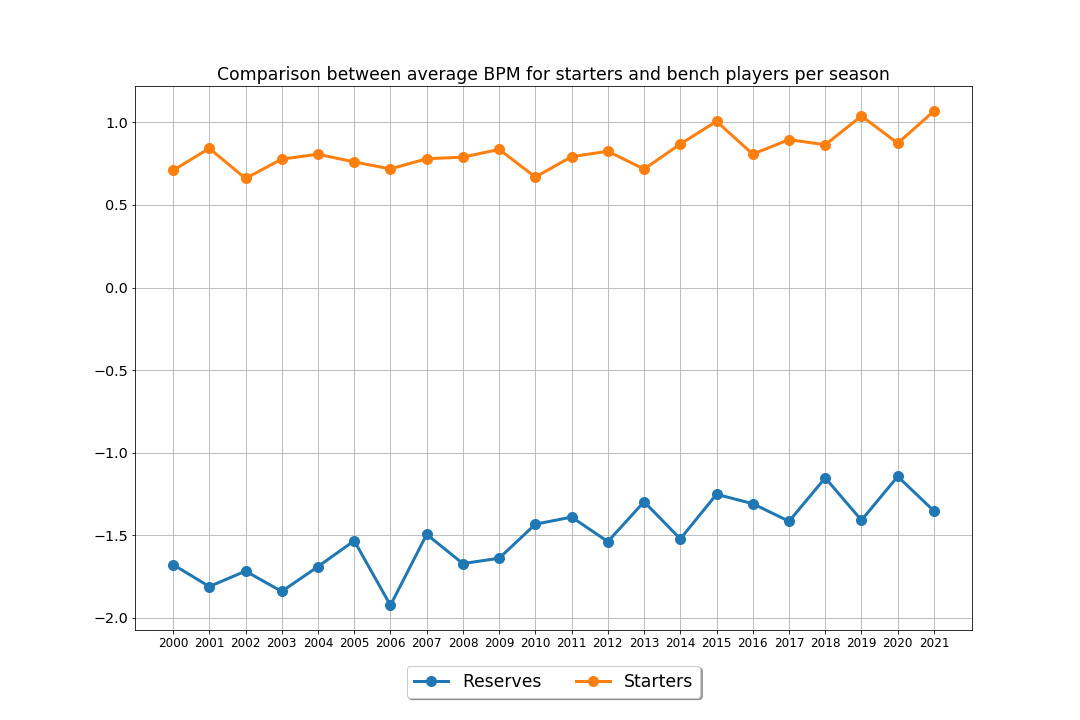 Comparison between average BPM for starters and bench players per season
1.0
0.5
0.0
−0.5
−1.0
−1.5
−2.0
2000 2001 2002 2003 2004 2005 2006 2007 2008 2009 2010 2011 2012 2013 2014 2015 2016 2017 2018 2019 2020 2021
Reserves Starters